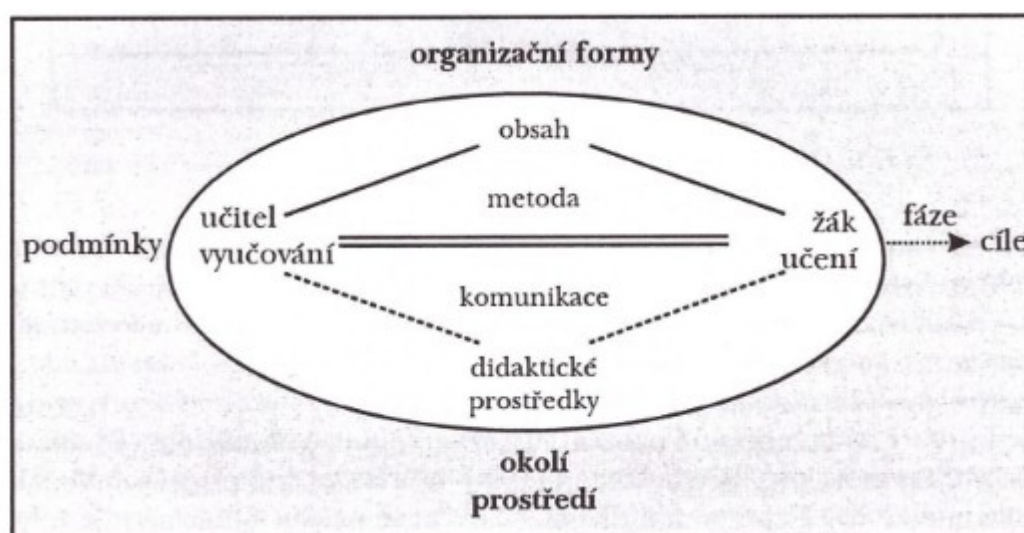 organizační formy
obsah
metoda
učitel
vyučování
žák
učení
podmínky
fáze
cíle
komunikace
didaktické
prostředky
okolí
prostředí